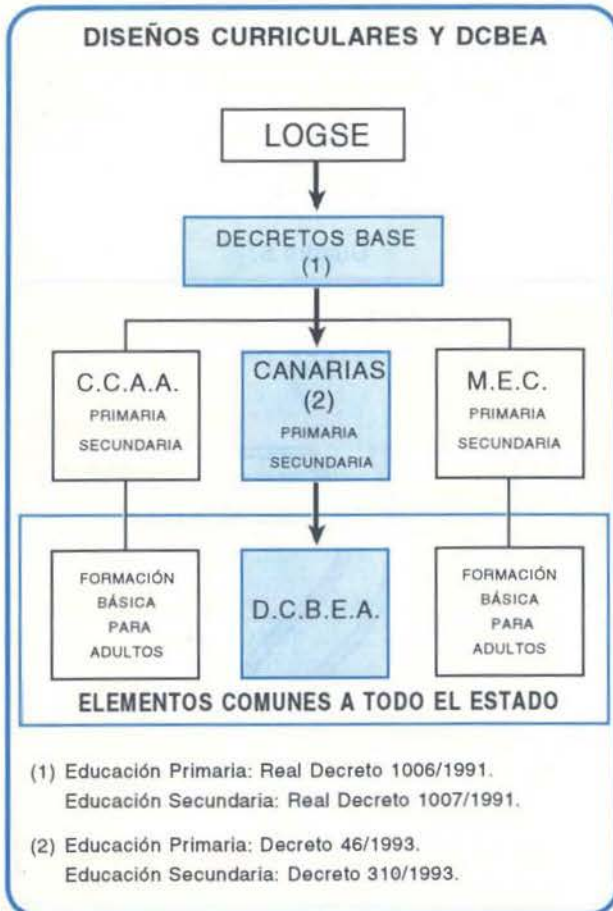 DISEÑOS CURRICULARES Y DCBEA
LOGSE
DECRETOS BASE
(1)
C.C.A.A.
PRIMARIA
SECUNDARIA
CANARIAS
(2)
PRIMARIA
SECUNDARIA
M.E.C.
PRIMARIA
SECUNDARIA
FORMACIÓN
BÁSICA
PARA
ADULTOS
D.C.B.E.A.
FORMACIÓN
BÁSICA
PARA
ADULTOS
ELEMENTOS COMUNES A TODO EL ESTADO
(1) Educación Primaria: Real Decreto 1006/1991.
Educación Secundaria: Real Decreto 1007/1991.
(2) Educación Primaria: Decreto 46/1993.
Educación Secundaria: Decreto 310/1993.